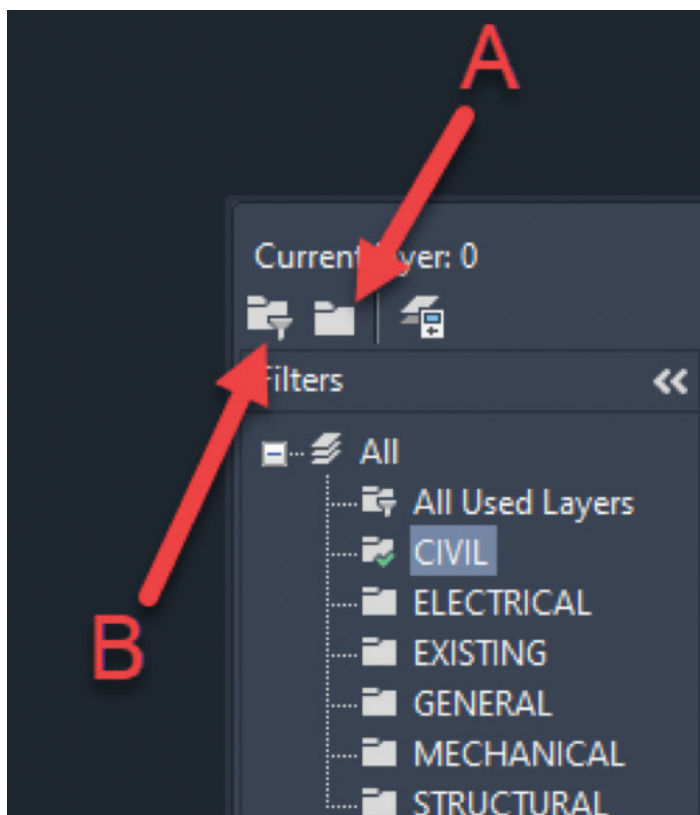 A
Current Layer: 0
Filters
All
All Used Layers
CIVIL
ELECTRICAL
EXISTING
B
GENERAL
MECHANICAL
STRUCTURAL